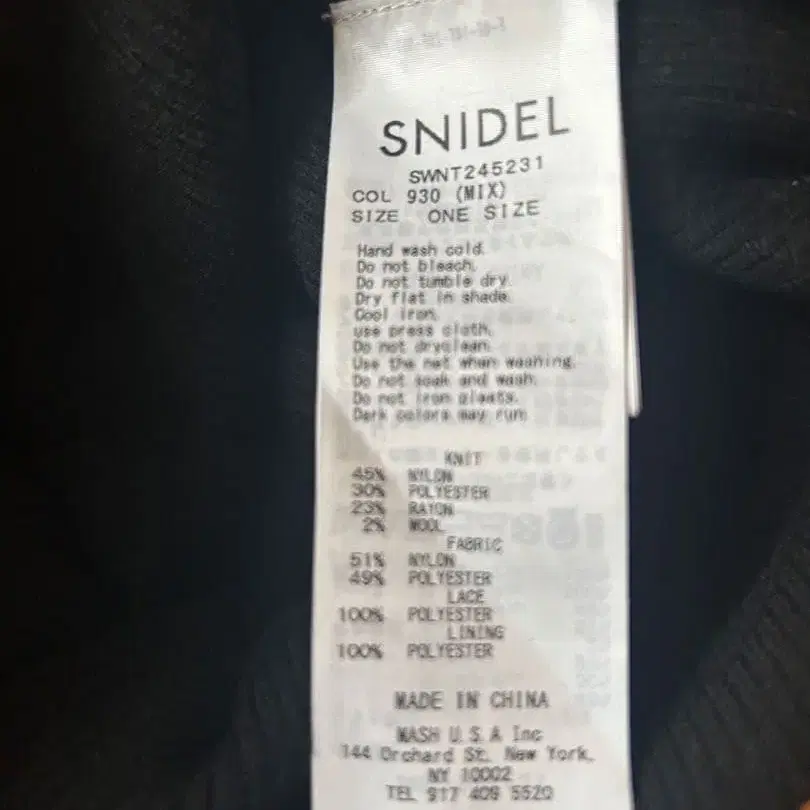 SNIDEL
SWNT245231
COL 930 (MIX)
SIZE ONE SIZE
Hand wash cold.
Do not bleach.
Do not tumble dry.
Dry flat in shade.
Cool iron.
use press cloth.
Do not dryclean.
Use the net when washing.
Do not soak and wash.
Do not iron pleats.
Dark colors may run.
KNIT
45% NYLON
30% POLYESTER
23% RAYON
2% WOOL
FABRIC
51% NYLON
49% POLYESTER
LACE
100% POLYESTER
LINING
100% POLYESTER
MADE IN CHINA
MASH U.S.A Inc
144 Orchard St. New York,
NY 10002
TEL 917 409 5520